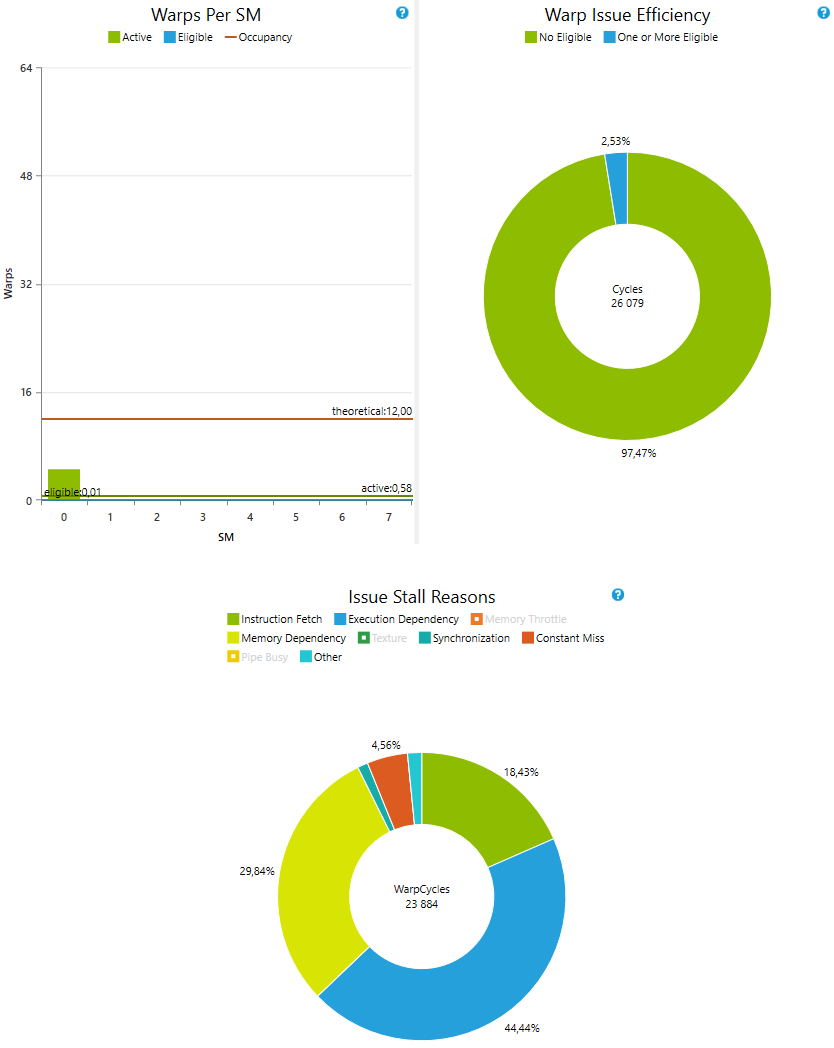 Warps Per SM
?
Active Eligible Occupancy
64
48
32
16
0
Warps
theoretical:12,00
eligible:0,01
active:0,58
0 1 2 3 4 5 6 7
SM
Warp Issue Efficiency
?
No Eligible One or More Eligible
2,53%
Cycles
26 079
97,47%
Issue Stall Reasons
?
Instruction Fetch Execution Dependency Memory Throttle
Memory Dependency Texture Synchronization Constant Miss
Pipe Busy Other
4,56%
18,43%
29,84%
WarpCycles
23 884
44,44%